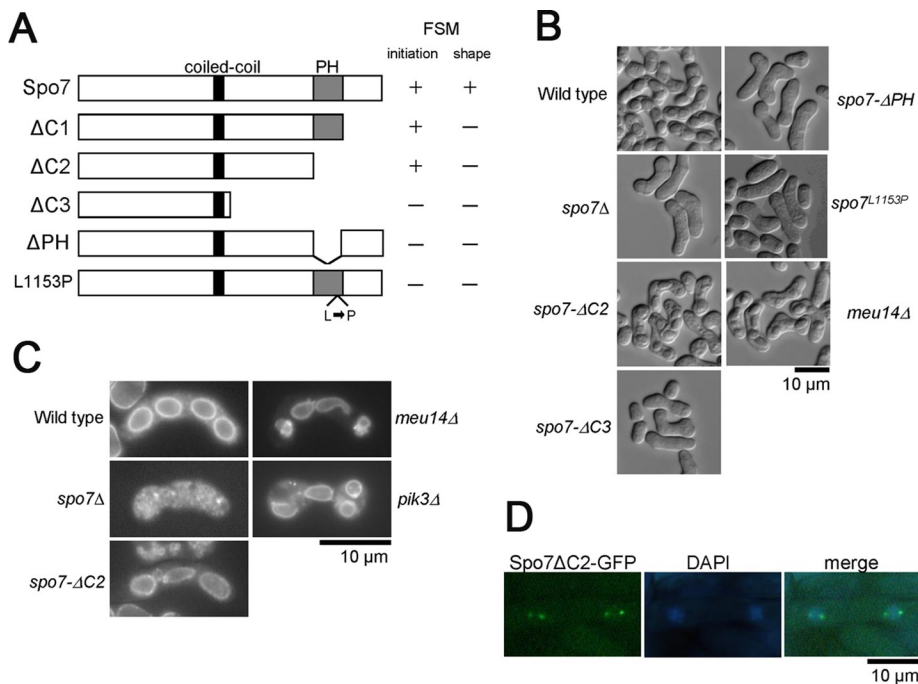 A
FSM
initiation shape
coiled-coil PH
Spo7 + +
ΔC1 + −
ΔC2 + −
ΔC3 − −
ΔPH − −
L1153P − −
L ➡ P
B
Wild type
spo7-ΔPH
spo7Δ
spo7L1153P
spo7-ΔC2
meu14Δ
10 µm
spo7-ΔC3
C
Wild type
meu14Δ
spo7Δ
pik3Δ
10 µm
spo7-ΔC2
D
Spo7ΔC2-GFP DAPI merge
10 µm